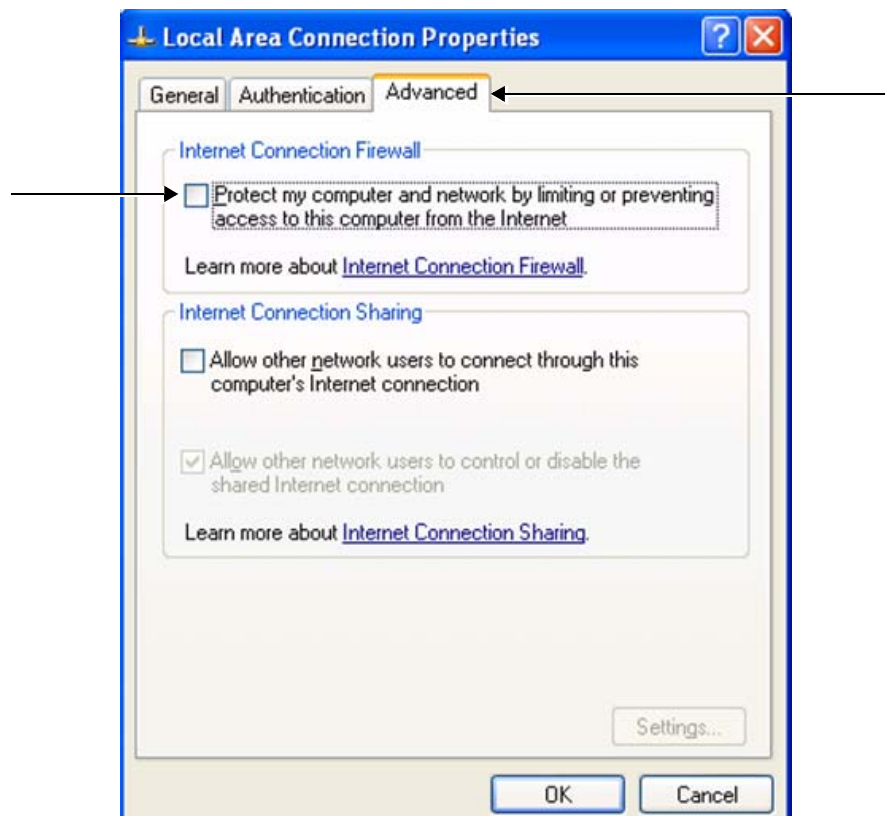 Local Area Connection Properties
General Authentication Advanced
Internet Connection Firewall
Protect my computer and network by limiting or preventing
access to this computer from the Internet
Learn more about Internet Connection Firewall.
Internet Connection Sharing
Allow other network users to connect through this
computer's Internet connection
Allow other network users to control or disable the
shared Internet connection
Learn more about Internet Connection Sharing.
Settings...
OK Cancel